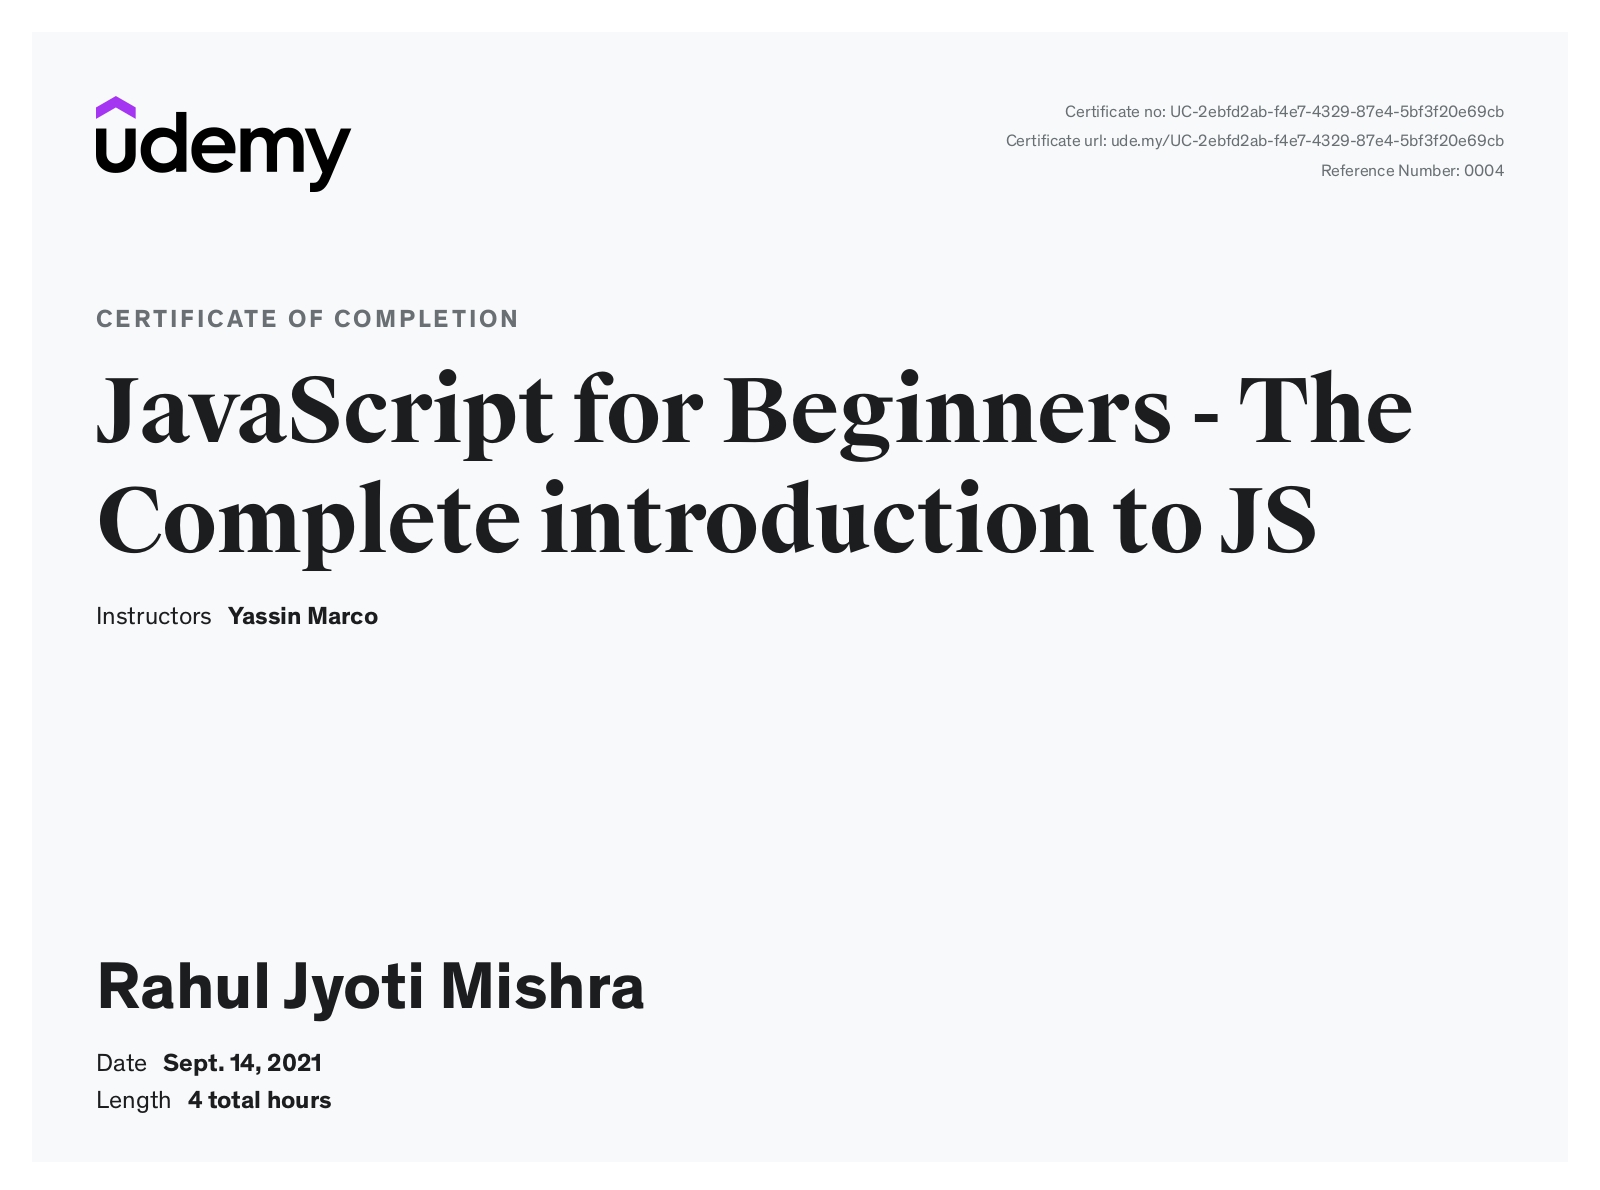 udemy
Certificate no: UC-2ebfd2ab-f4e7-4329-87e4-5bf3f20e69cb
Certificate url: ude.my/UC-2ebfd2ab-f4e7-4329-87e4-5bf3f20e69cb
Reference Number: 0004
CERTIFICATE OF COMPLETION
JavaScript for Beginners - The
Complete introduction to JS
Instructors Yassin Marco
Rahul Jyoti Mishra
Date Sept. 14, 2021
Length 4 total hours